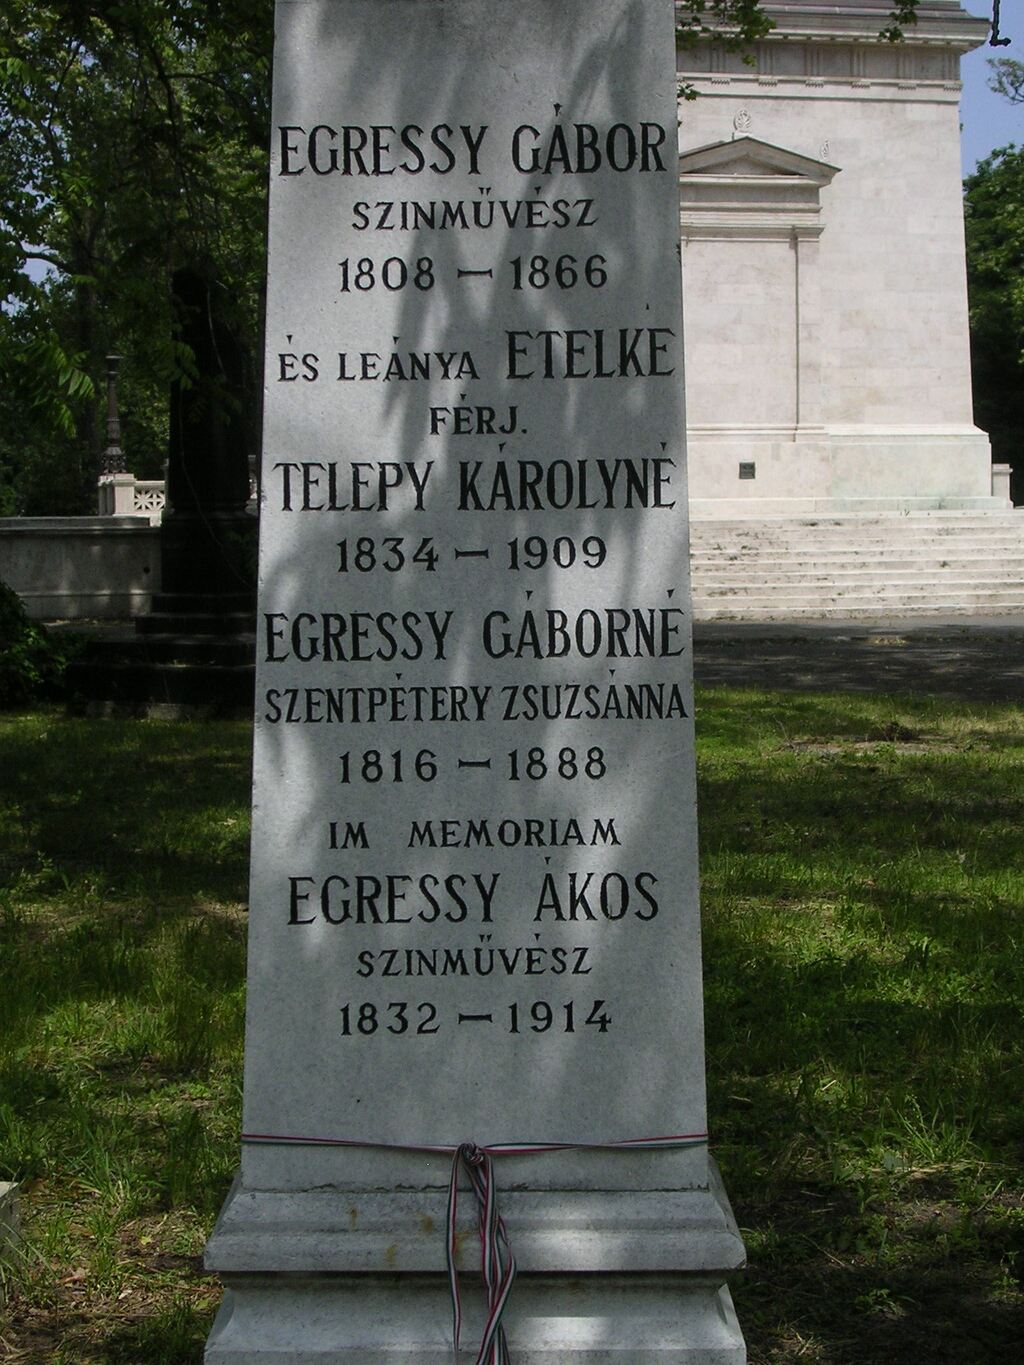 EGRESSY GÁBOR
SZINMŰVÉSZ
1808 – 1866
ÉS LEÁNYA ETELKE
FÉRJ.
TELEPY KÁROLYNÉ
1834 – 1909
EGRESSY GÁBORNÉ
SZENTPÉTERY ZSUZSÁNNA
1816 – 1888
IM MEMORIAM
EGRESSY ÁKOS
SZINMŰVÉSZ
1832 – 1914